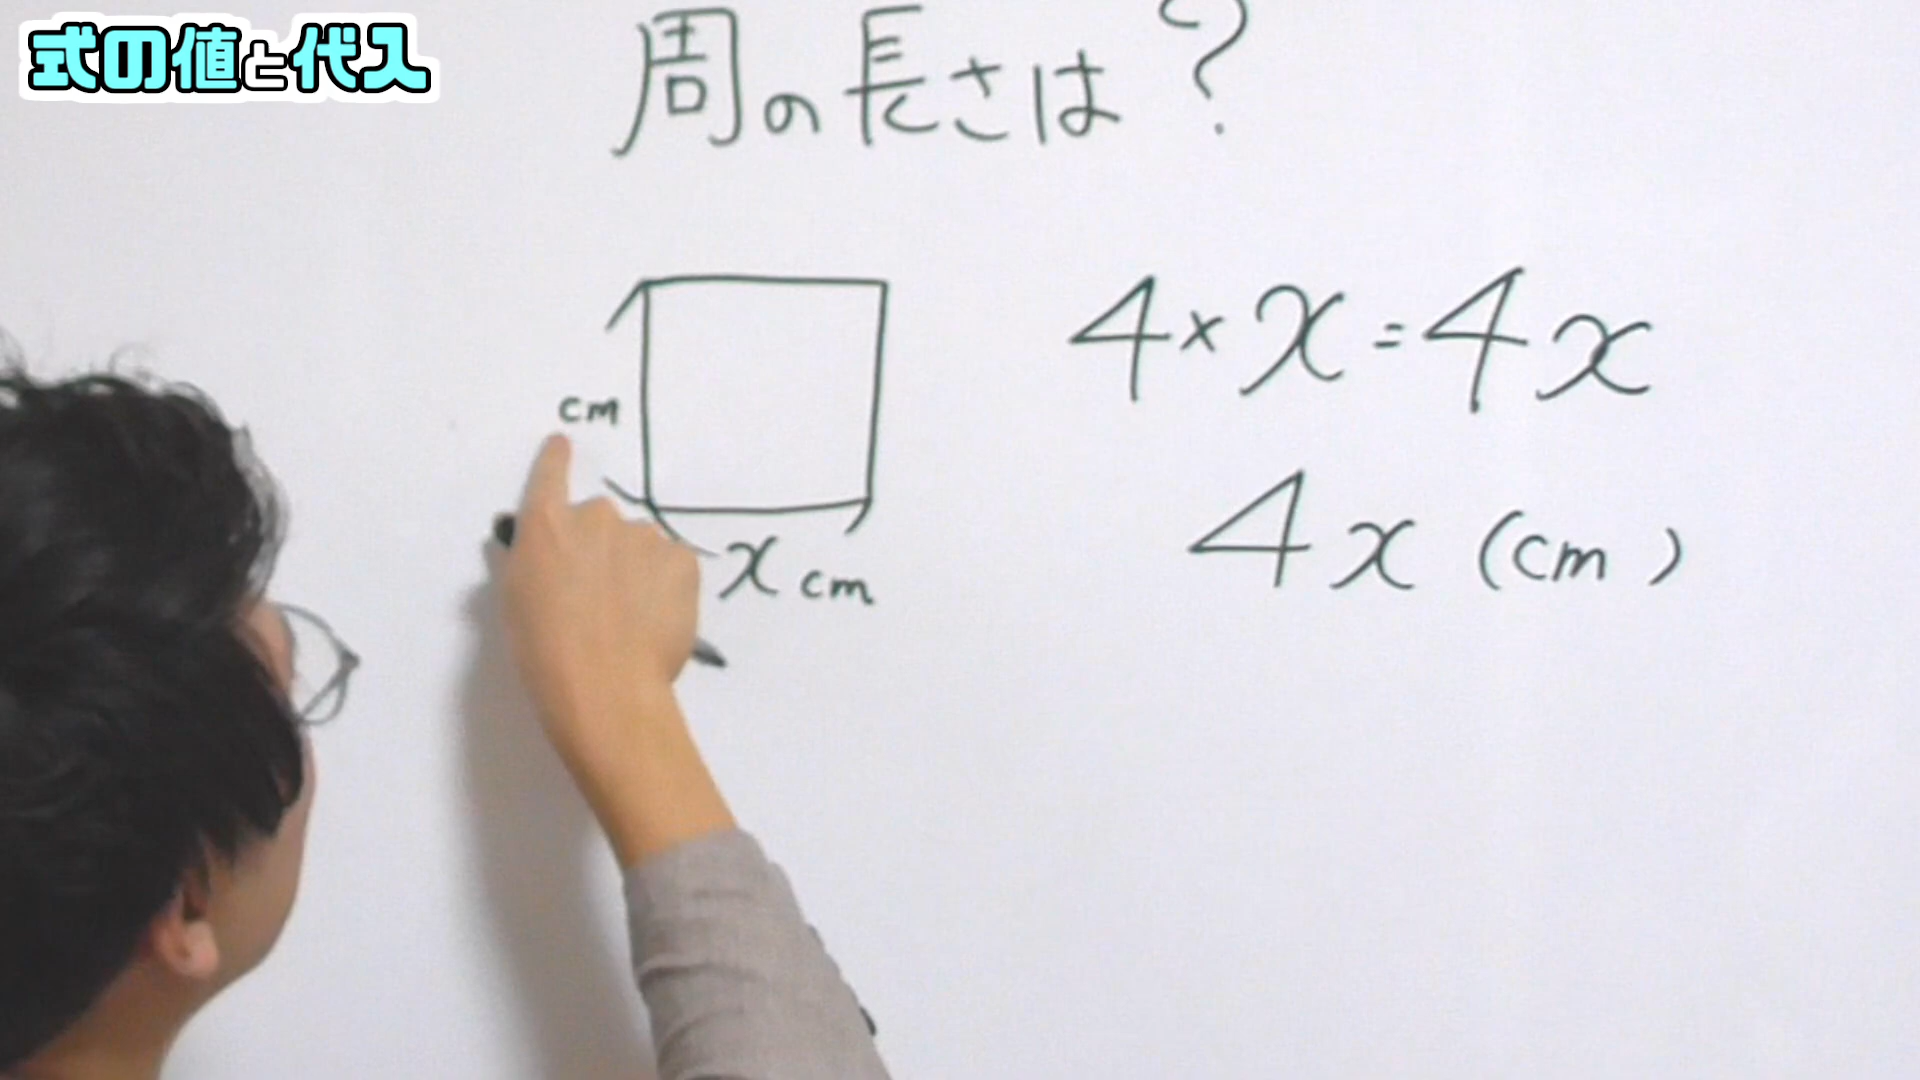 式の値と代入
周の長さは?
cm
x cm
4×x=4x
4x (cm)